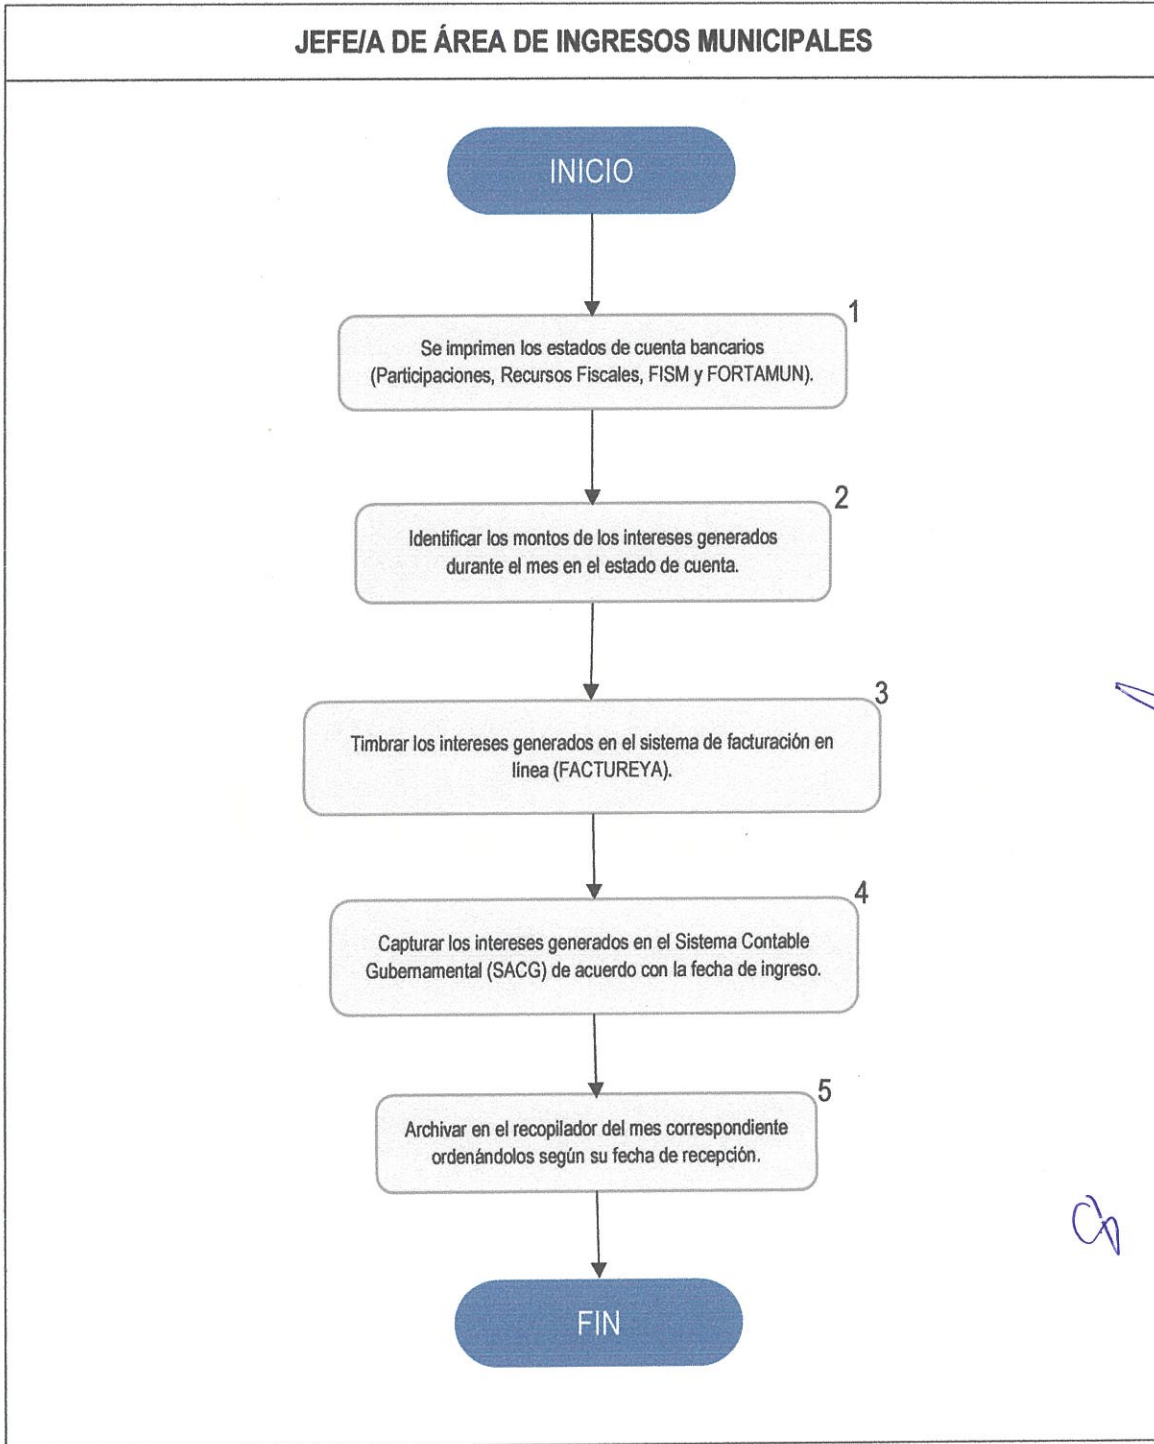 JEFE/A DE ÁREA DE INGRESOS MUNICIPALES
INICIO
1
Se imprimen los estados de cuenta bancarios
(Participaciones, Recursos Fiscales, FISM y FORTAMUN).
2
Identificar los montos de los intereses generados
durante el mes en el estado de cuenta.
3
Timbrar los intereses generados en el sistema de facturación en
línea (FACTUREYA).
4
Capturar los intereses generados en el Sistema Contable
Gubernamental (SACG) de acuerdo con la fecha de ingreso.
5
Archivar en el recopilador del mes correspondiente
ordenándolos según su fecha de recepción.
FIN